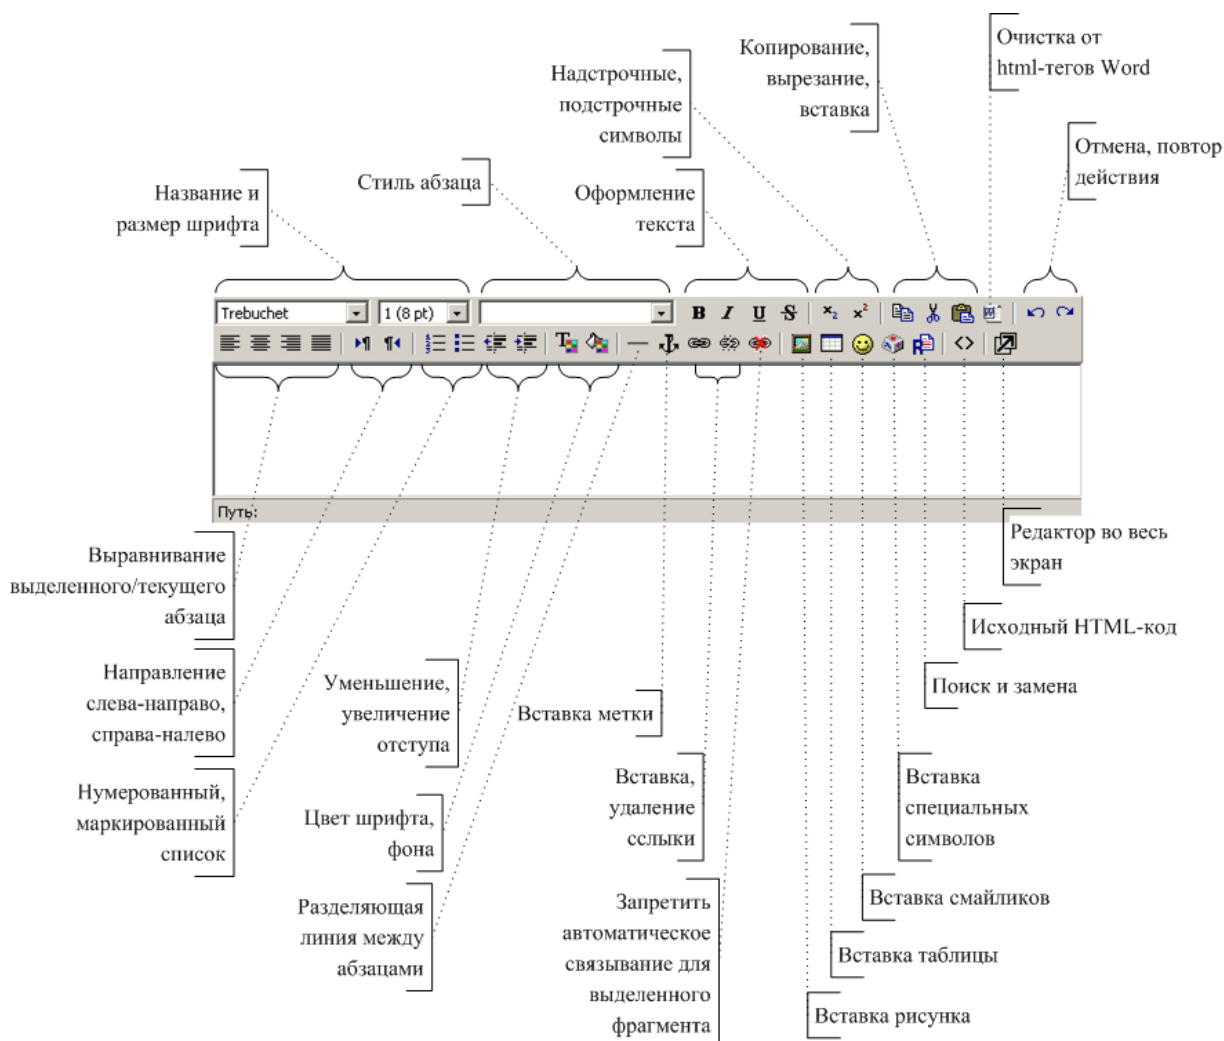 Очистка от
html-тегов Word
Копирование,
вырезание,
вставка
Надстрочные,
подстрочные
символы
Отмена, повтор
действия
Стиль абзаца
Оформление
текста
Название и
размер шрифта
Trebuchet
1 (8 pt)
B I U S x₂ x²
Путь:
Редактор во весь
экран
Выравнивание
выделенного/текущего
абзаца
Исходный HTML-код
Направление
слева-направо,
справа-налево
Уменьшение,
увеличение
отступа
Вставка метки
Поиск и замена
Нумерованный,
маркированный
список
Цвет шрифта,
фона
Вставка,
удаление
сслыки
Вставка
специальных
символов
Разделяющая
линия между
абзацами
Запретить
автоматическое
связывание для
выделенного
фрагмента
Вставка смайликов
Вставка таблицы
Вставка рисунка